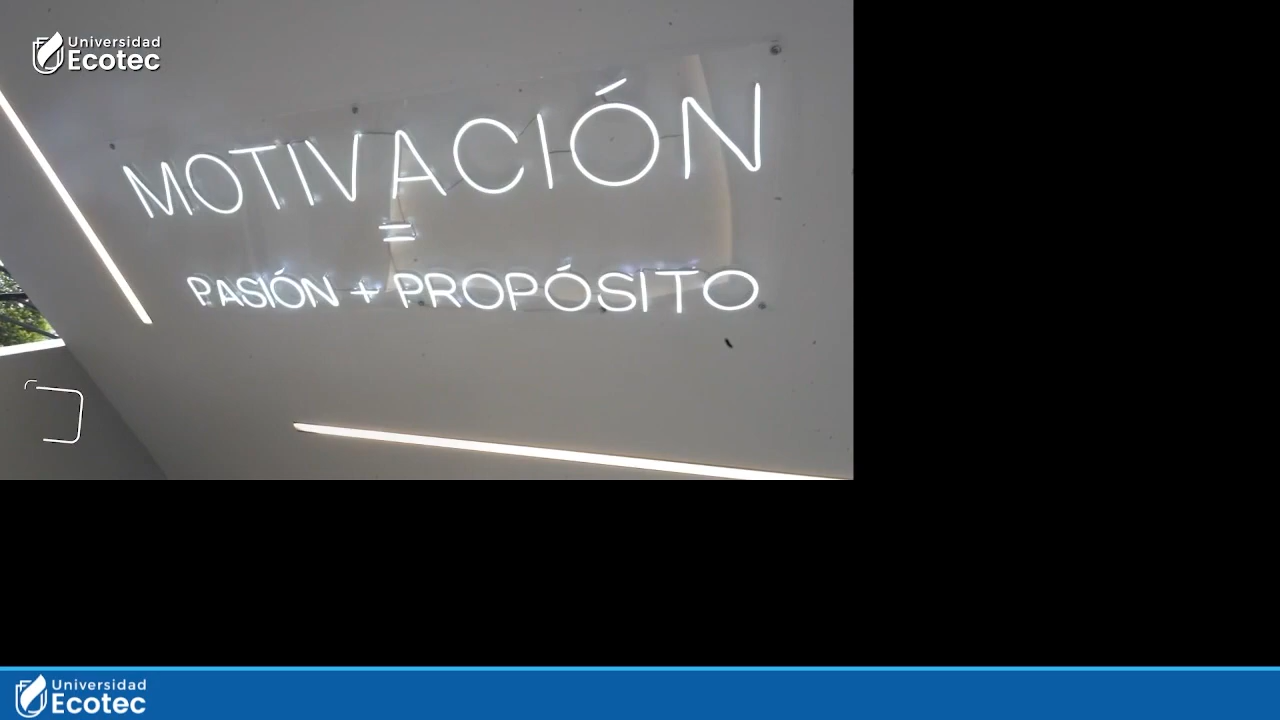 Universidad
Ecotec
MOTIVACIÓN
=
PASIÓN + PROPÓSITO
Universidad
Ecotec